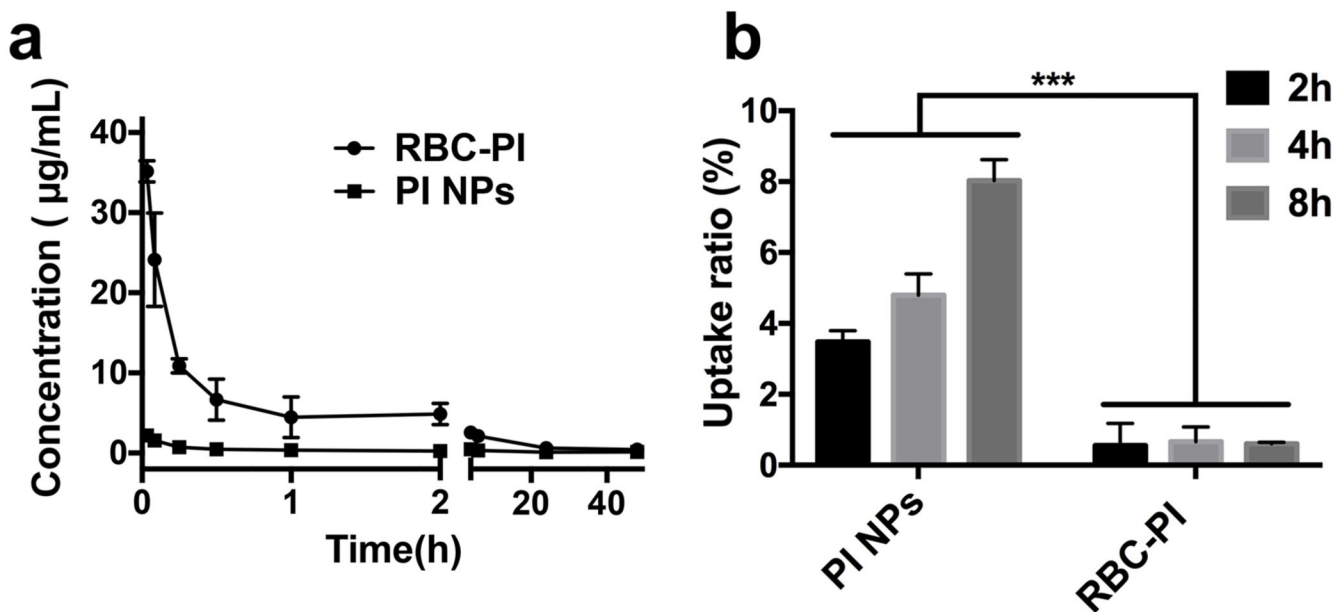 a
Concentration ( μg/mL)
40
30
20
10
0
0
1
2
20
40
Time(h)
RBC-PI
PI NPs
b
Uptake ratio (%)
10
8
6
4
2
0
***
2h
4h
8h
PI NPs
RBC-PI